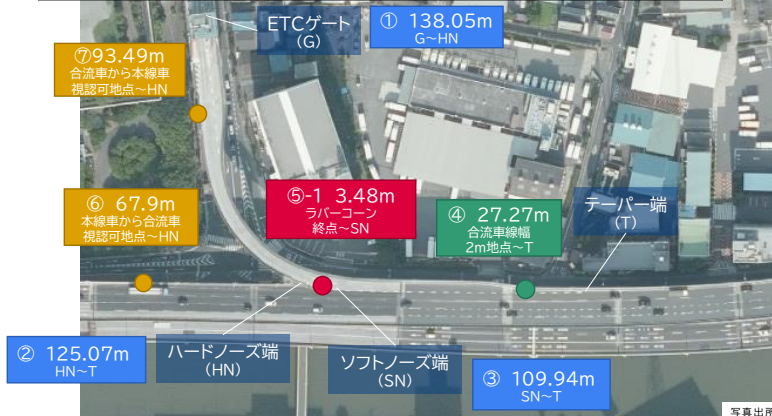 ETCゲート
(G)
① 138.05m
G~HN
⑦93.49m
合流車から本線車
視認可地点~HN
⑥ 67.9m
本線車から合流車
視認可地点~HN
⑤-1 3.48m
ラバーコーン
終点~SN
④ 27.27m
合流車線幅
2m地点~T
テーパー端
(T)
② 125.07m
HN~T
ハードノーズ端
(HN)
ソフトノーズ端
(SN)
③ 109.94m
SN~T
写真出所